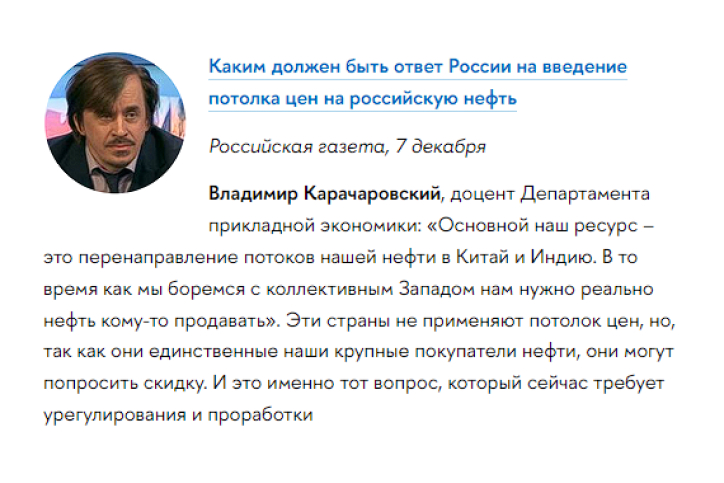 Каким должен быть ответ России на введение
потолка цен на российскую нефть
Российская газета, 7 декабря
Владимир Карачаровский, доцент Департамента
прикладной экономики: «Основной наш ресурс –
это перенаправление потоков нашей нефти в Китай и Индию. В то
время как мы боремся с коллективным Западом нам нужно реально
нефть кому-то продавать». Эти страны не применяют потолок цен, но,
так как они единственные наши крупные покупатели нефти, они могут
попросить скидку. И это именно тот вопрос, который сейчас требует
урегулирования и проработки